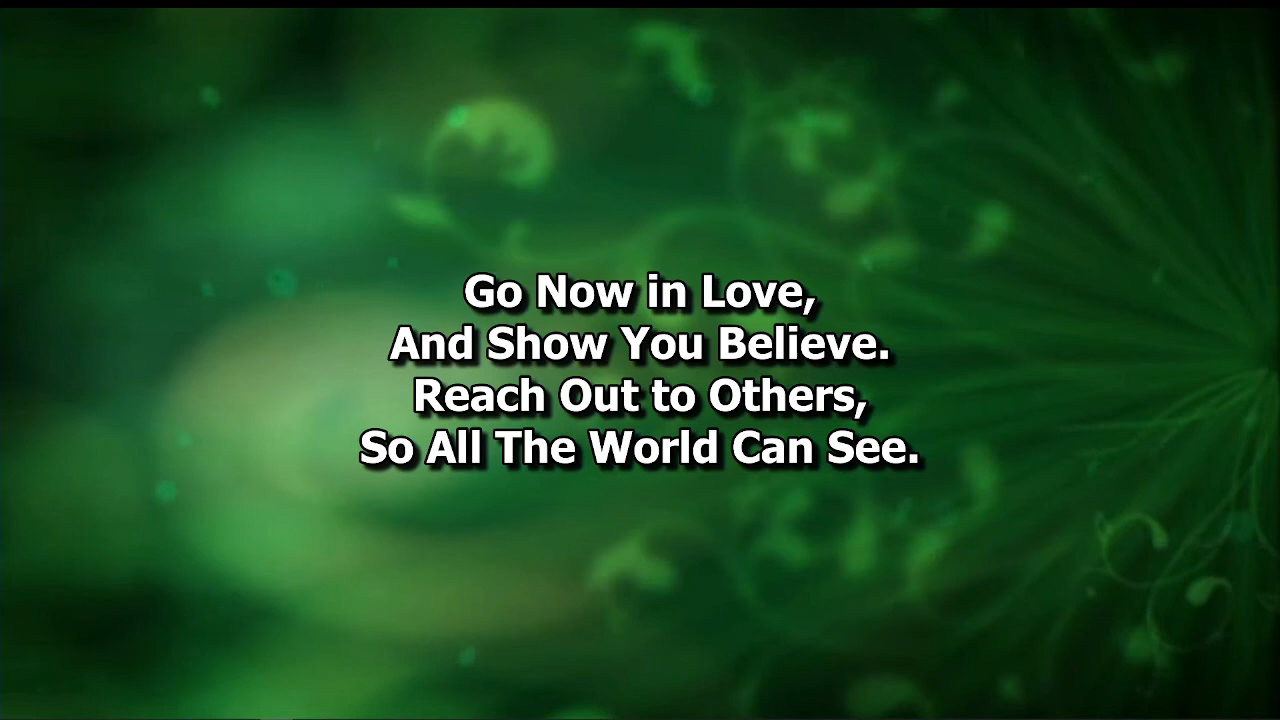 Go Now in Love,
And Show You Believe.
Reach Out to Others,
So All The World Can See.